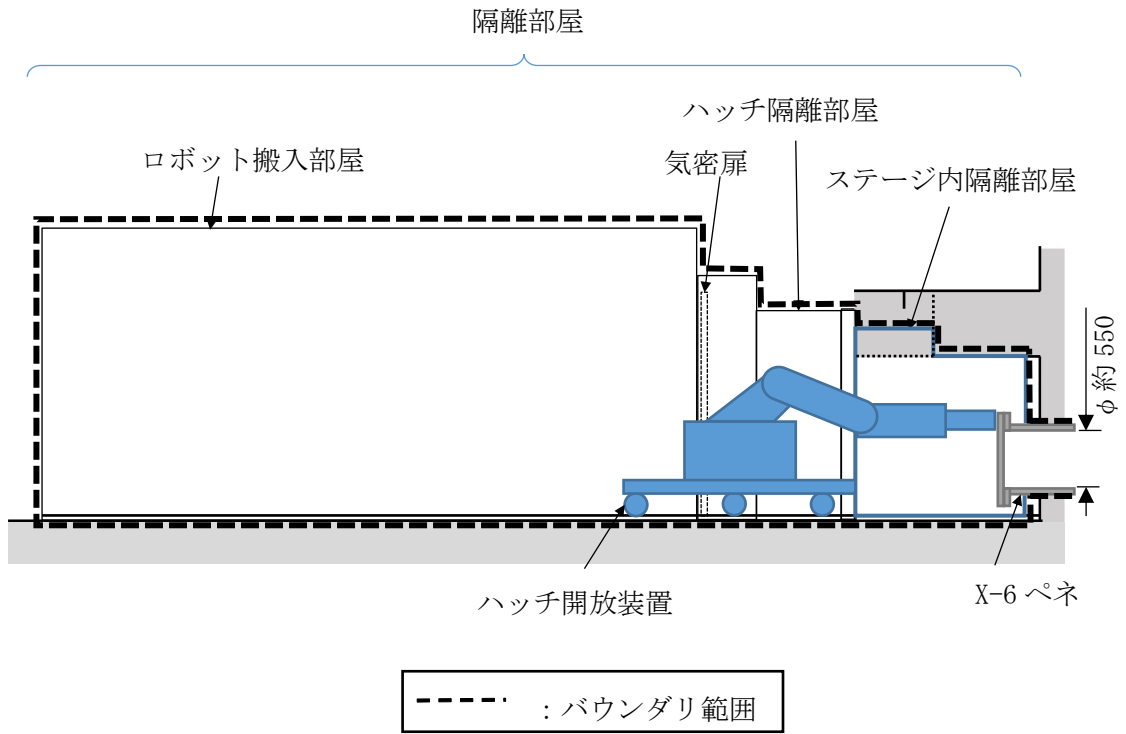 隔離部屋
ハッチ隔離部屋
ロボット搬入部屋
気密扉
ステージ内隔離部屋
φ約550
ハッチ開放装置
X-6ペネ
：バウンダリ範囲